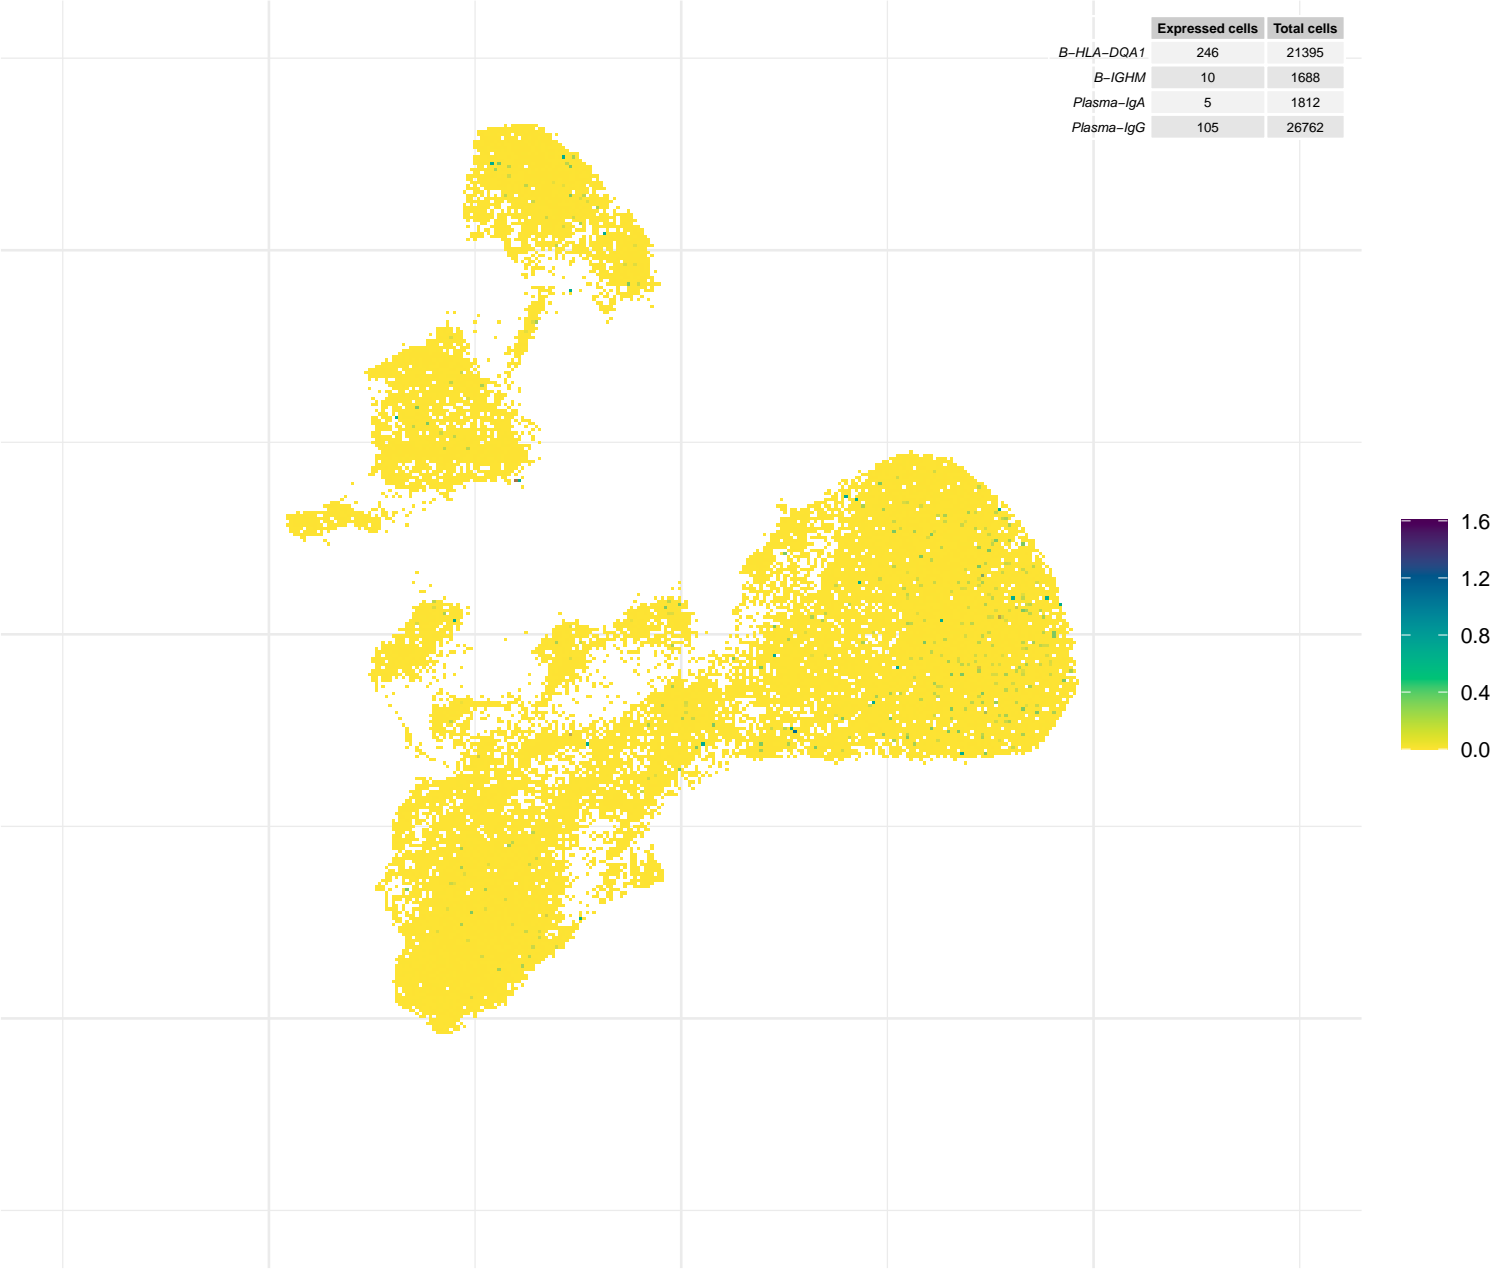 Expressed cells Total cells
B−HLA−DQA1 246 21395
B−IGHM 10 1688
Plasma−IgA 5 1812
Plasma−IgG 105 26762
1.6
1.2
0.8
0.4
0.0